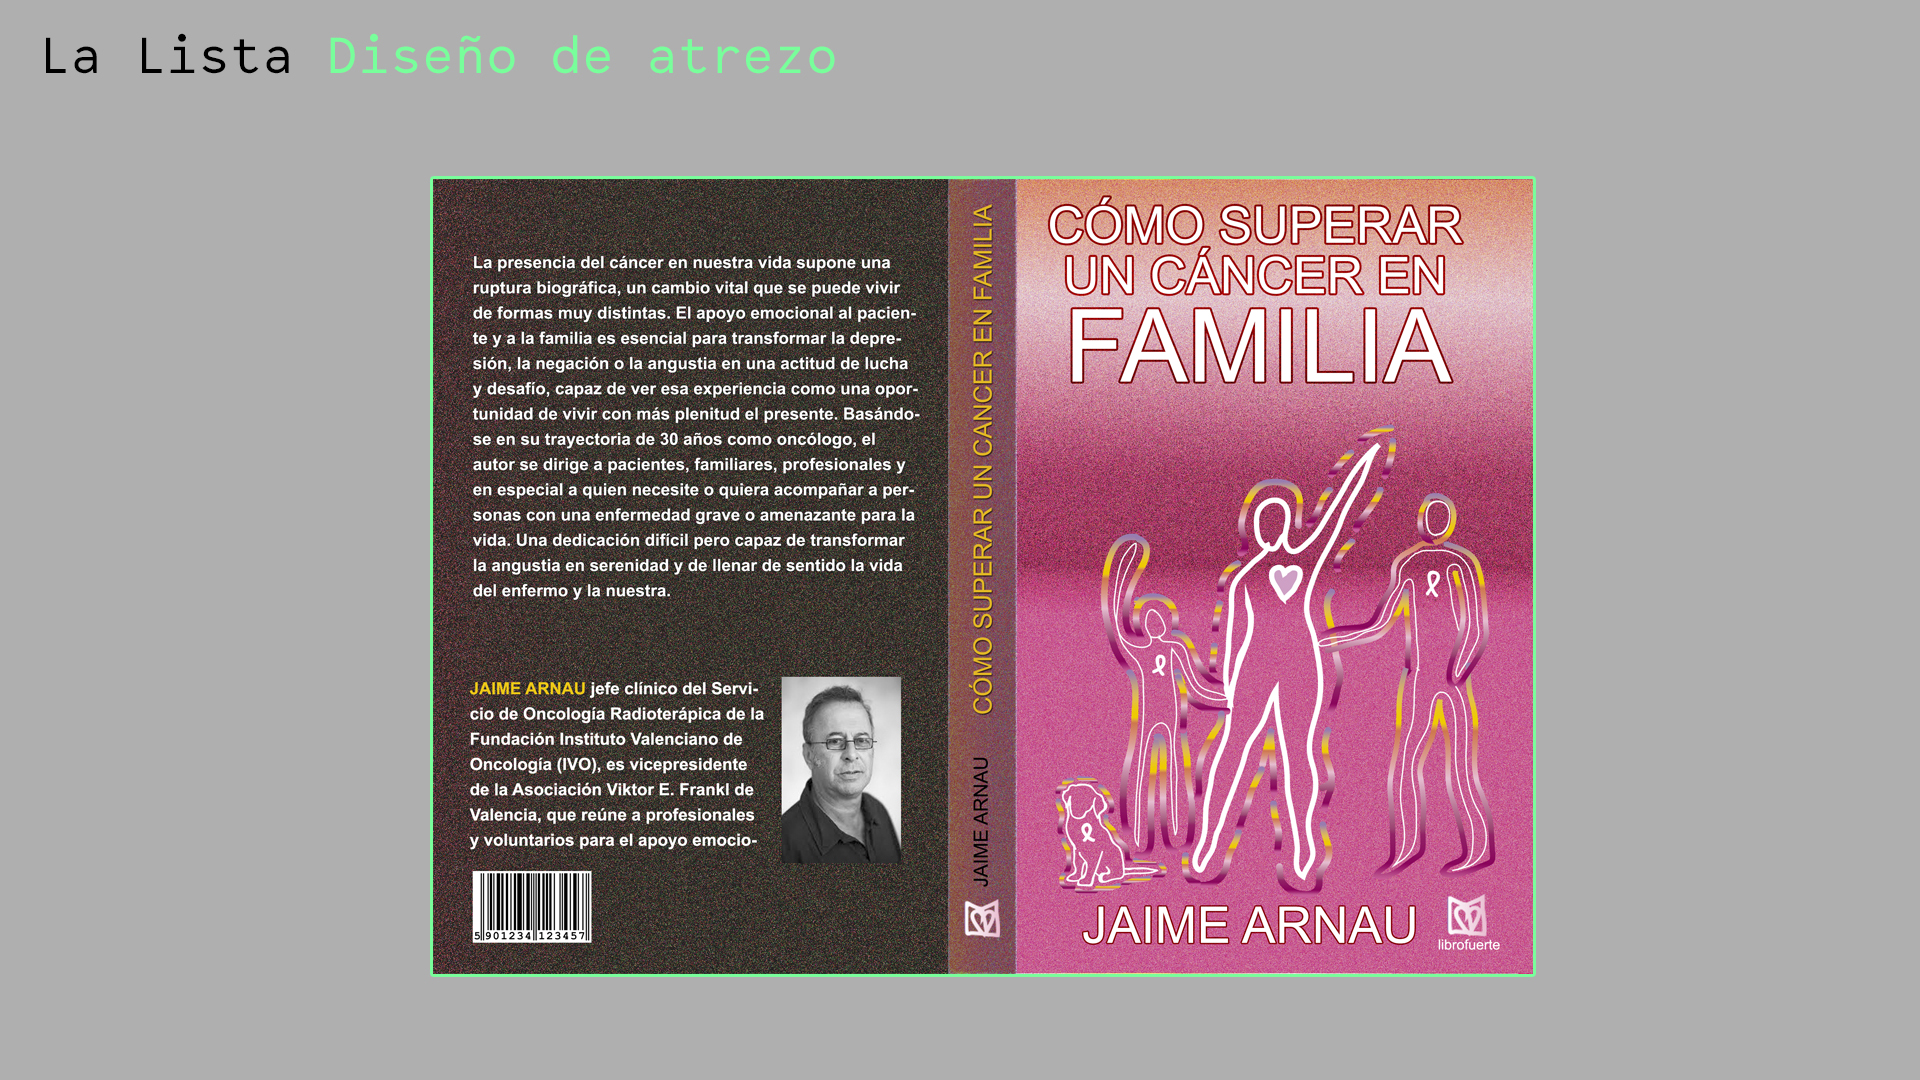 La Lista Diseño de atrezo
La presencia del cáncer en nuestra vida supone una
ruptura biográfica, un cambio vital que se puede vivir
de formas muy distintas. El apoyo emocional al pacien-
te y a la familia es esencial para transformar la depre-
sión, la negación o la angustia en una actitud de lucha
y desafío, capaz de ver esa experiencia como una opor-
tunidad de vivir con más plenitud el presente. Basándo-
se en su trayectoria de 30 años como oncólogo, el
autor se dirige a pacientes, familiares, profesionales y
en especial a quien necesite o quiera acompañar a per-
sonas con una enfermedad grave o amenazante para la
vida. Una dedicación difícil pero capaz de transformar
la angustia en serenidad y de llenar de sentido la vida
del enfermo y la nuestra.
JAIME ARNAU jefe clínico del Servi-
cio de Oncología Radioterápica de la
Fundación Instituto Valenciano de
Oncología (IVO), es vicepresidente
de la Asociación Viktor E. Frankl de
Valencia, que reúne a profesionales
y voluntarios para el apoyo emocio-
5 901234 123457
CÓMO SUPERAR UN CÁNCER EN FAMILIA
JAIME ARNAU
CÓMO SUPERAR
UN CÁNCER EN
FAMILIA
JAIME ARNAU
librofuerte